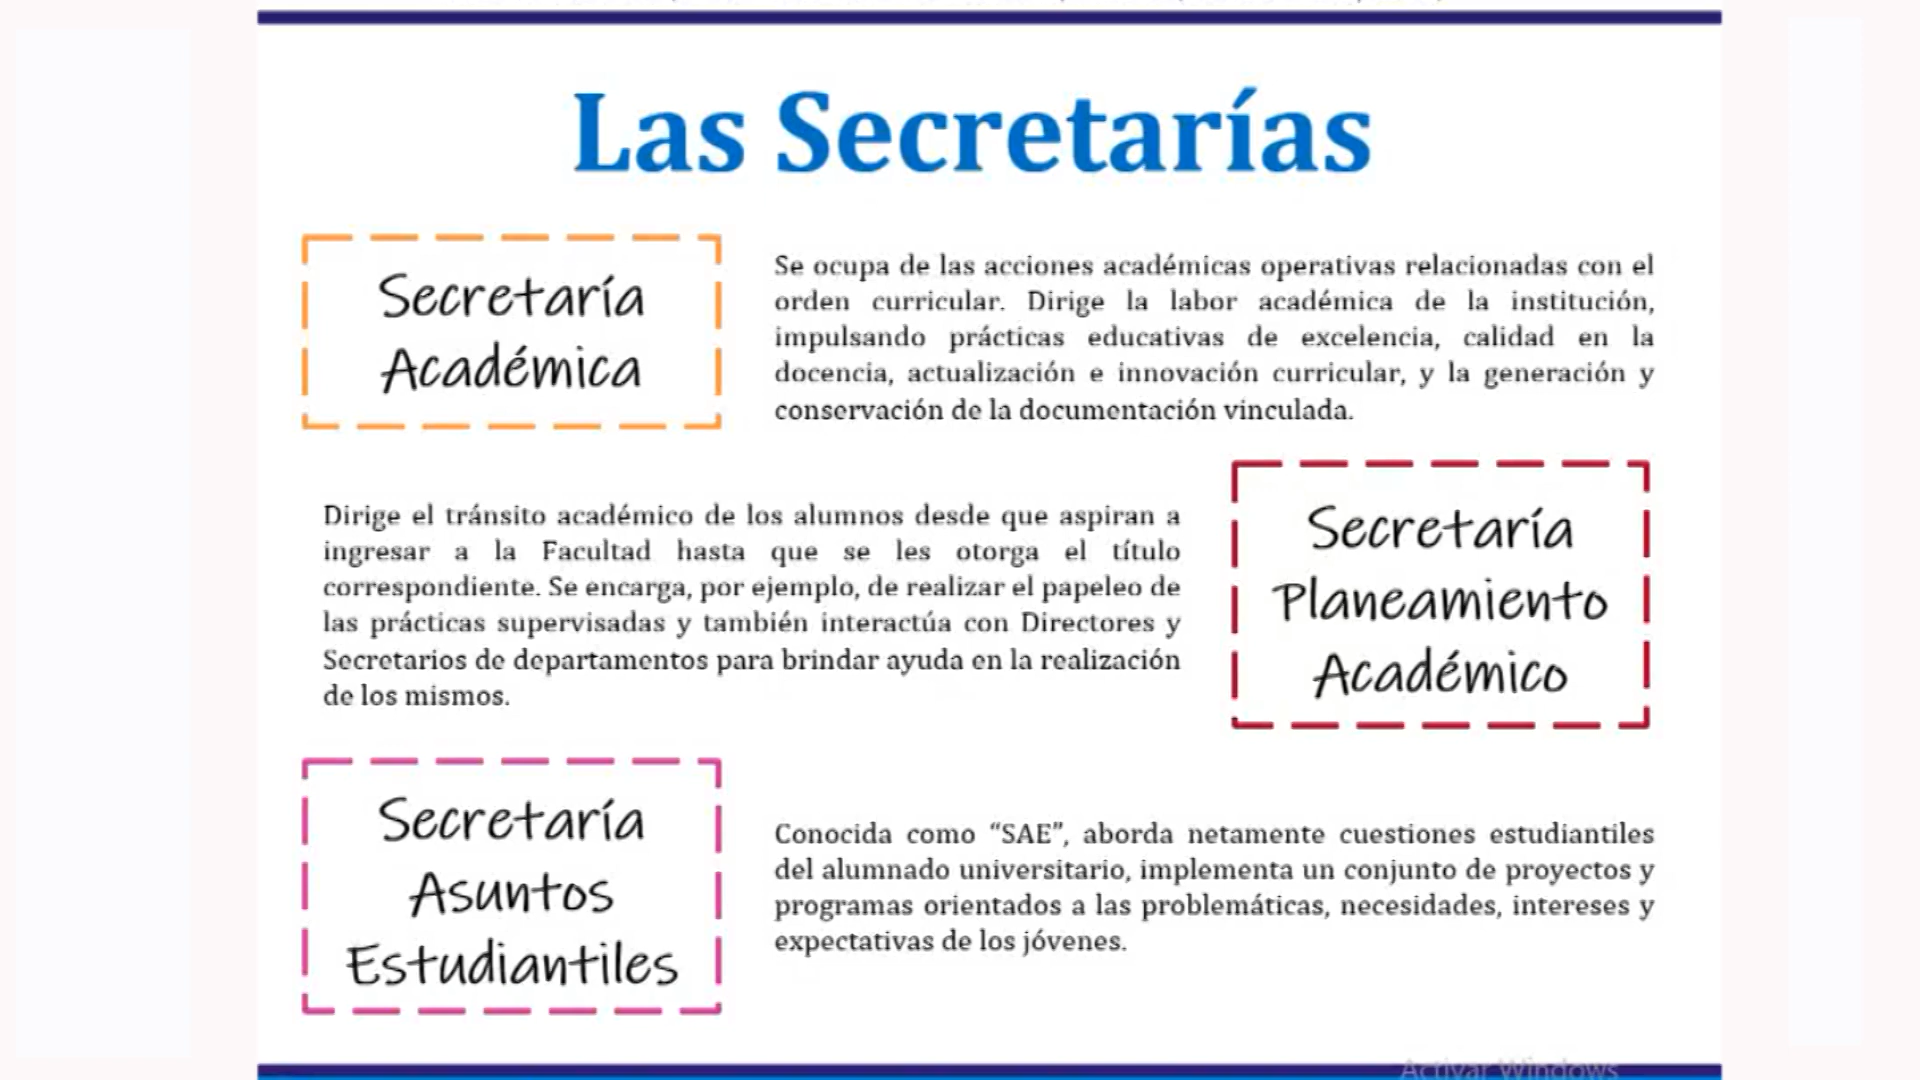 Las Secretarías
Secretaría
Académica
Se ocupa de las acciones académicas operativas relacionadas con el
orden curricular. Dirige la labor académica de la institución,
impulsando prácticas educativas de excelencia, calidad en la
docencia, actualización e innovación curricular, y la generación y
conservación de la documentación vinculada.
Dirige el tránsito académico de los alumnos desde que aspiran a
ingresar a la Facultad hasta que se les otorga el título
correspondiente. Se encarga, por ejemplo, de realizar el papeleo de
las prácticas supervisadas y también interactúa con Directores y
Secretarios de departamentos para brindar ayuda en la realización
de los mismos.
Secretaría
Planeamiento
Académico
Secretaría
Asuntos
Estudiantiles
Conocida como “SAE”, aborda netamente cuestiones estudiantiles
del alumnado universitario, implementa un conjunto de proyectos y
programas orientados a las problemáticas, necesidades, intereses y
expectativas de los jóvenes.
Activar Windows